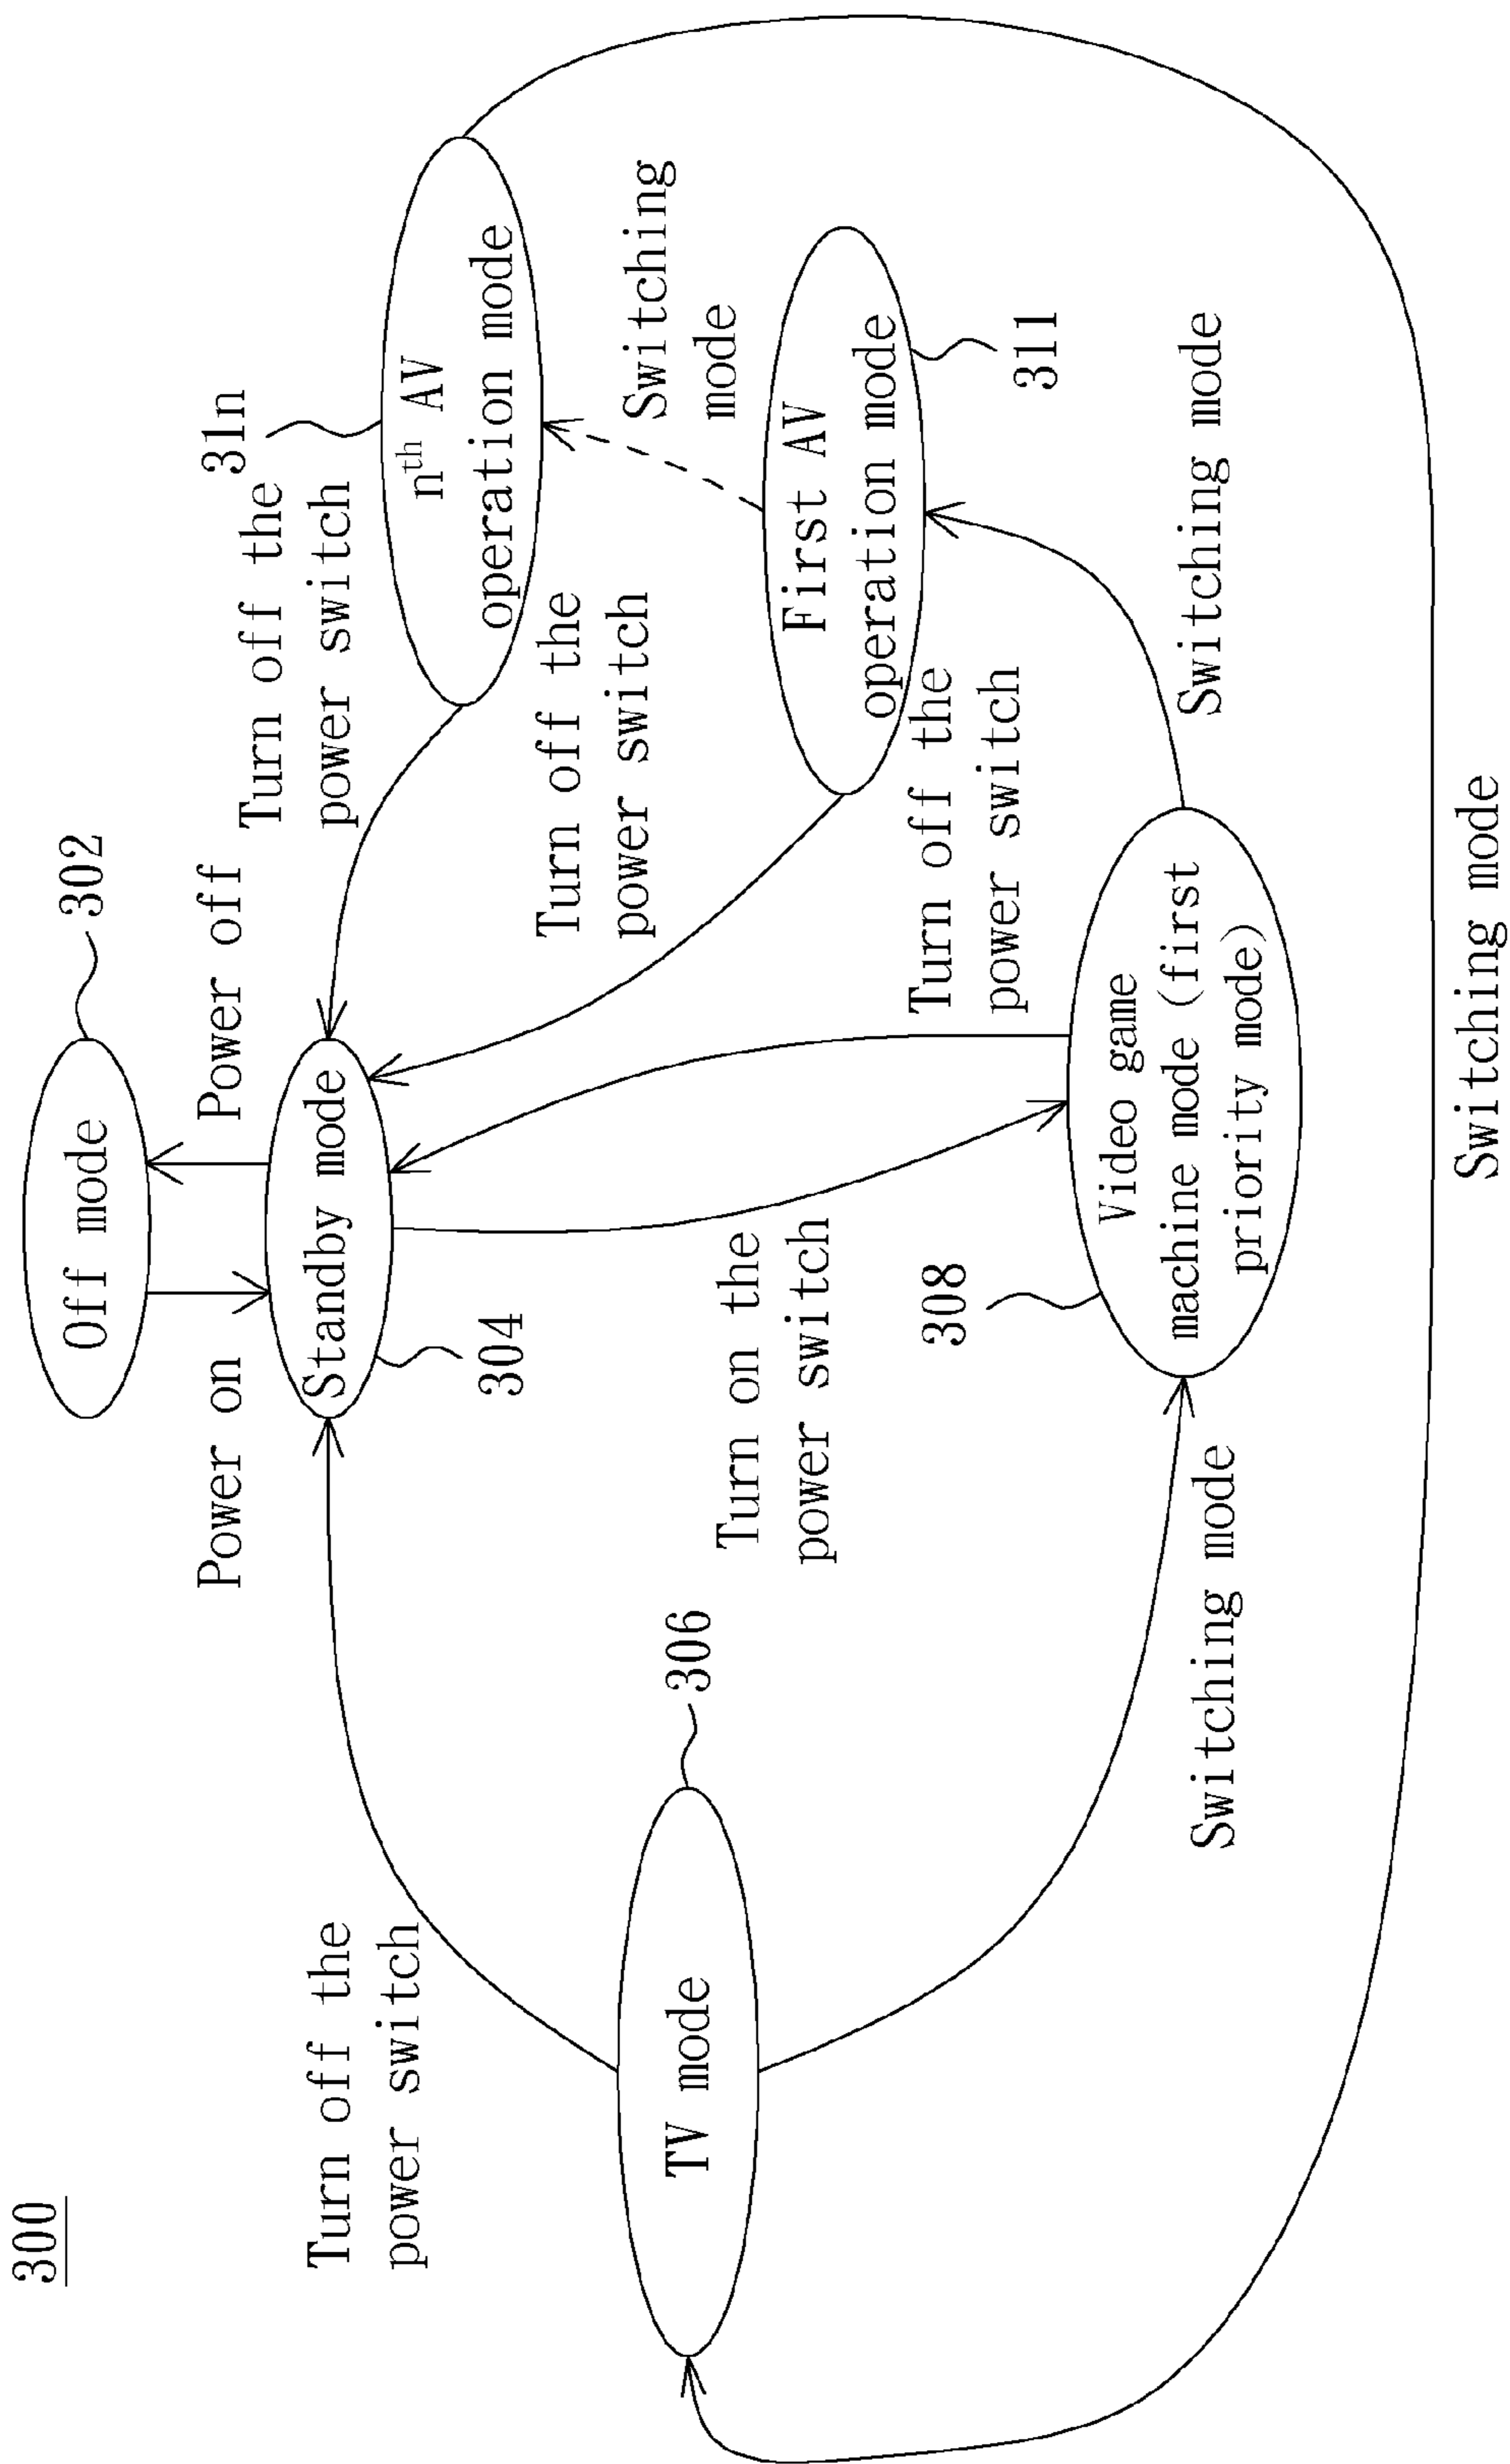 300
Off mode
302
Power on
Power off
Standby mode
304
Turn off the
power switch
31n
nth AV
operation mode
Turn off the
power switch
Turn off the
power switch
Switching
mode
TV mode
306
Turn on the
power switch
First AV
operation mode
311
Turn off the
power switch
308
Video game
machine mode (first
priority mode)
Switching mode
Switching mode
Switching mode